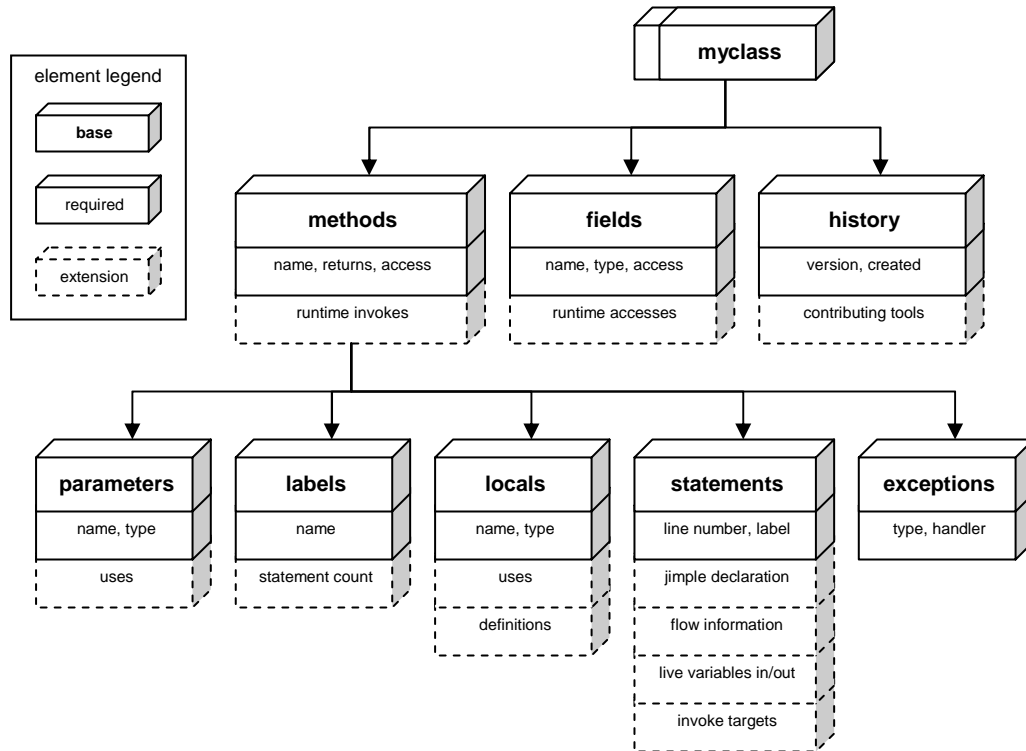 myclass
element legend
base
required
extension
methods
name, returns, access
runtime invokes
fields
name, type, access
runtime accesses
history
version, created
contributing tools
parameters
name, type
uses
labels
name
statement count
locals
name, type
uses
definitions
statements
line number, label
jimple declaration
flow information
live variables in/out
invoke targets
exceptions
type, handler